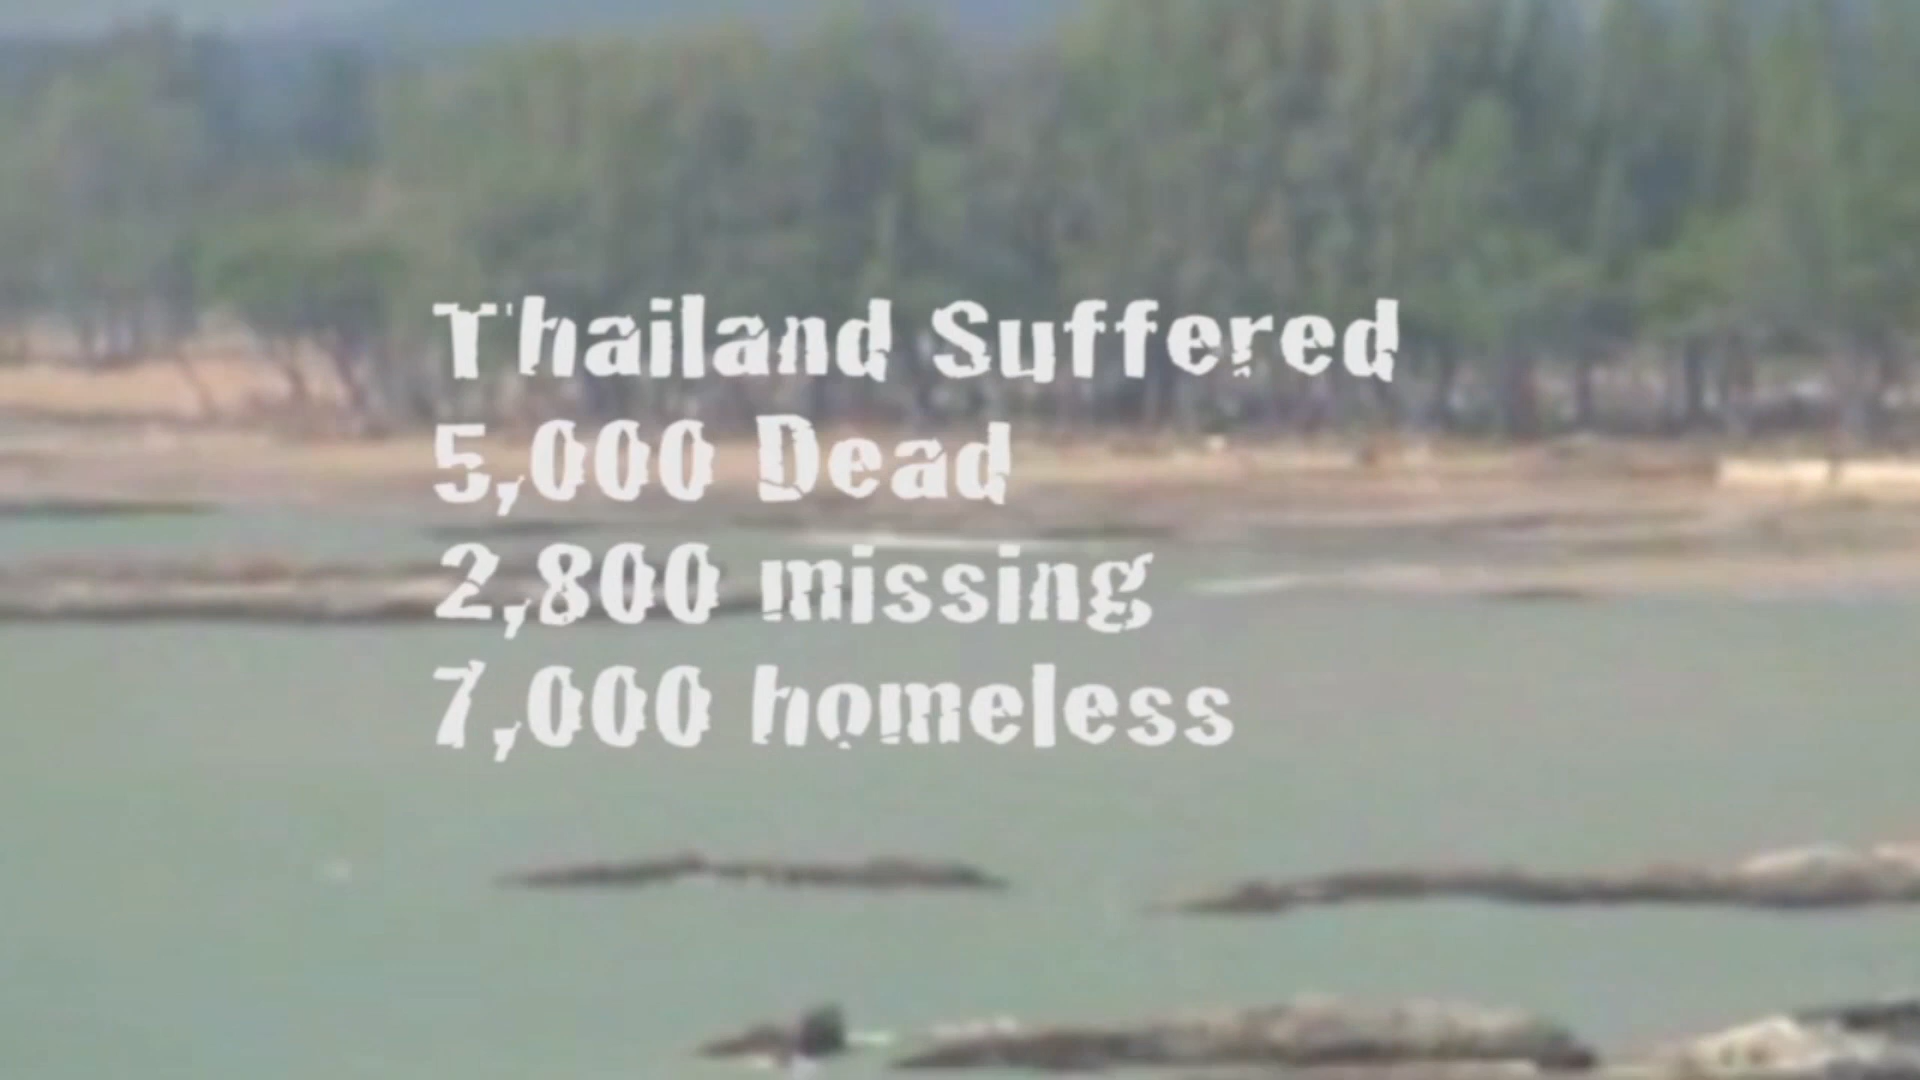 Thailand Suffered
5,000 Dead
2,800 missing
7,000 homeless